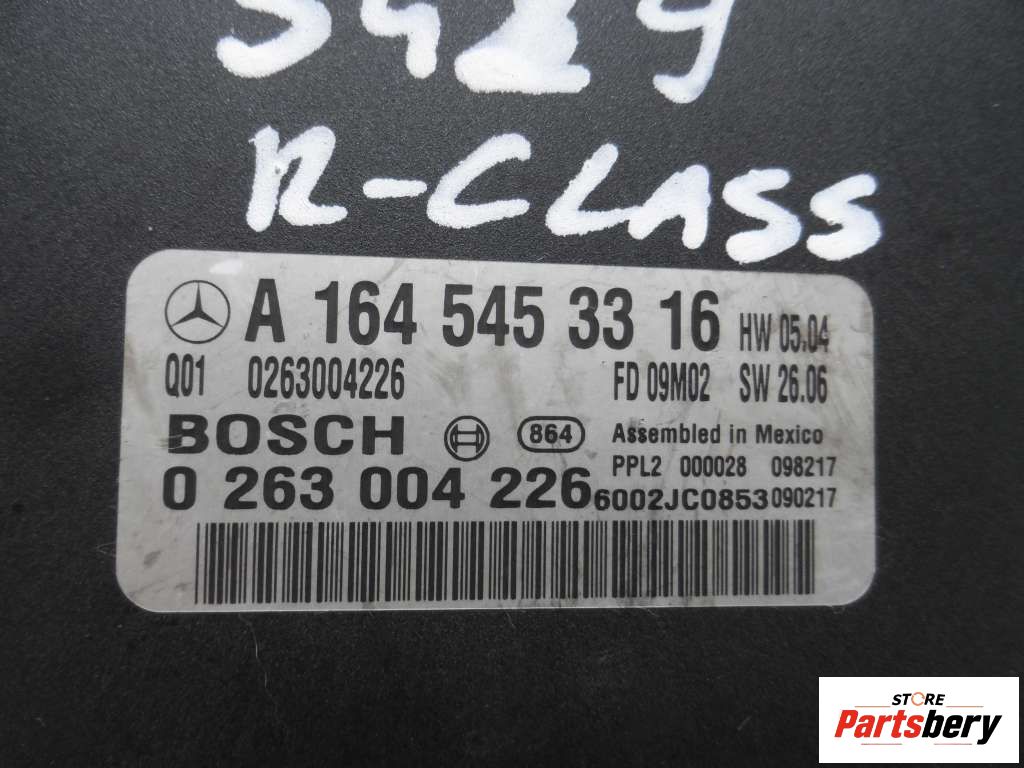 R-CLASS
A 164 545 33 16 HW 05.04
Q01 0263004226 FD 09M02 SW 26.06
BOSCH 864 Assembled in Mexico
PPL2 000028 098217
0 263 004 226 6002JC0853 090217
STORE
Partsbery